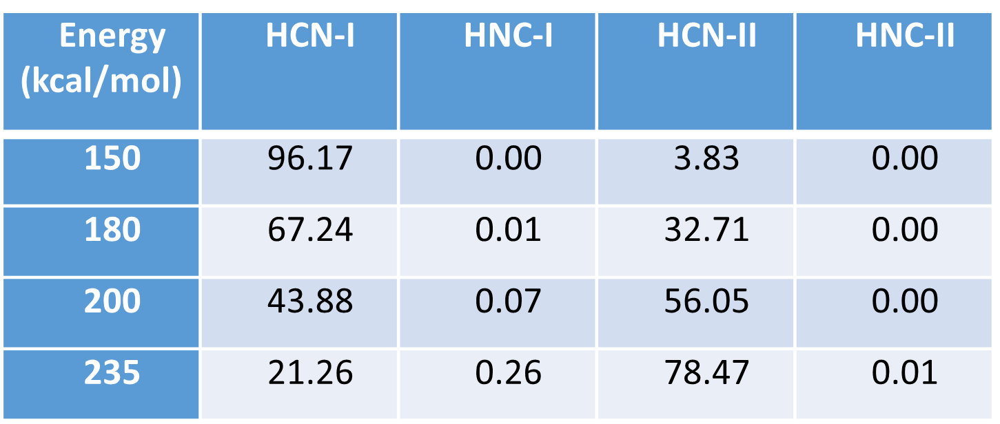 Energy (kcal/mol) HCN-I HNC-I HCN-II HNC-II
150 96.17 0.00 3.83 0.00
180 67.24 0.01 32.71 0.00
200 43.88 0.07 56.05 0.00
235 21.26 0.26 78.47 0.01